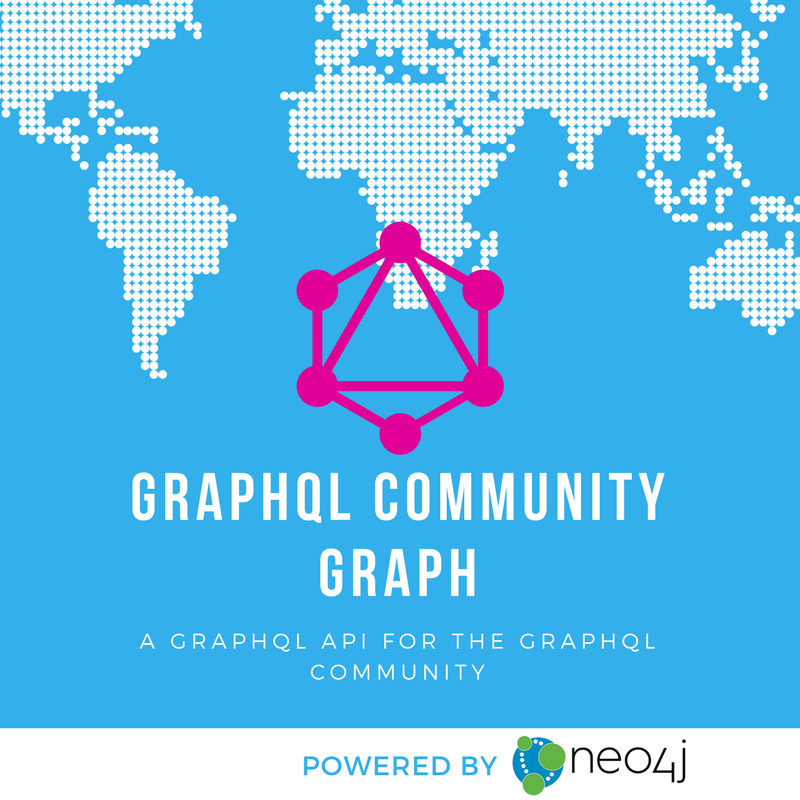 GRAPHQL COMMUNITY
GRAPH
A GRAPHQL API FOR THE GRAPHQL
COMMUNITY
POWERED BY neo4j